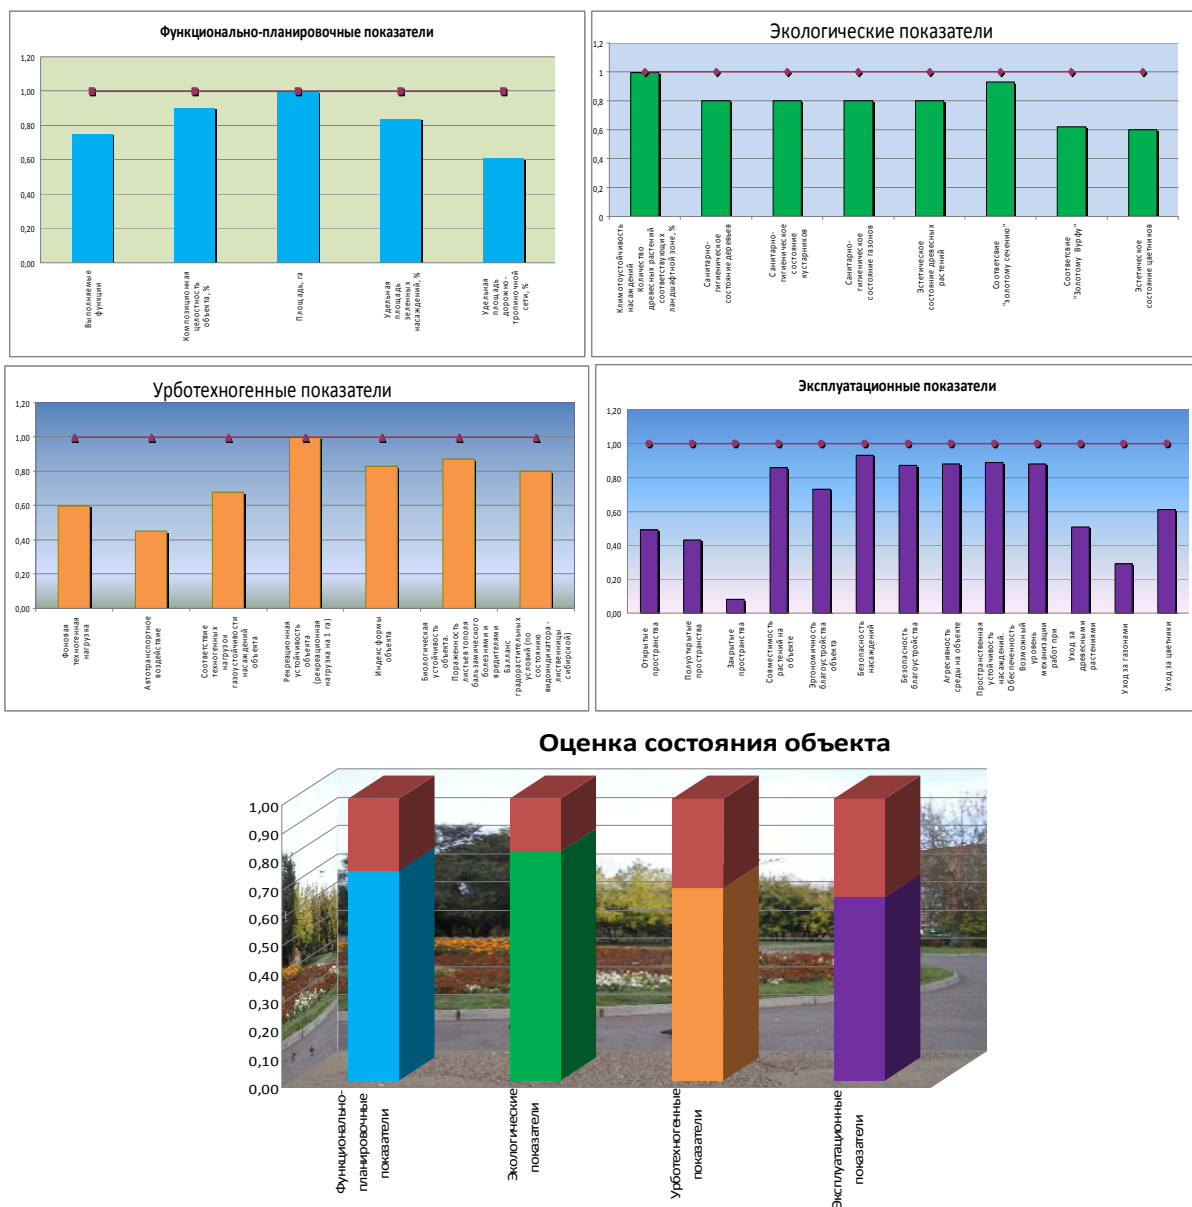 Функционально-планировочные показатели
1,20
1,00
0,80
0,60
0,40
0,20
0,00
Выполняемые
функции
Композиционная
целостность
объекта, %
Площадь, га
Удельная
площадь
зеленных
насаждений, %
Удельная
площадь
дорожно-
тропиночной
сети, %
Экологические показатели
1,2
1
0,8
0,6
0,4
0,2
0
Климотоустойчивость
насаждений
Количество
древесных растений
соответствующих
ландшафтной зоне, %
Санитарно-
гигиеническое
состояние деревьев
Санитарно-
гигиеническое
состояние
кустарников
Санитарно-
гигиеническое
состояние газонов
Эстетическое
состояние древесных
растений
Соответсвие
"золотому сечению"
Соответсвие
"Золотому Вурфу"
Эстетическое
состояние цветников
Урботехногенные показатели
1,20
1,00
0,80
0,60
0,40
0,20
0,00
Фоновая
техногенная
нагрузка
Автотранспортное
воздействие
Соответствие
техногенных
нагрузок
газоустойчивости
насаждений
объекта
Рекреационная
устойчивость
объекта
(рекреационная
нагрузка на 1 га)
Индекс формы
объекта
Биологическая
устойчивость
объекта.
Пораженность
листьев тополя
бальзамического
болезнями и
вредителями
Балланс
градорастительных
условий (по
состоянию
видоиндикатора -
лиственницы
сибирской)
Эксплуатационные показатели
1,20
1,00
0,80
0,60
0,40
0,20
0,00
Открытые
пространства
Полуоткрытые
пространства
Закрытые
пространства
Совместимость
растений на
объекте
Эргономичность
благоустройства
объекта
Безопасность
насаждений
Безопасность
благоустройства
Агресивность
среды на объекте
Пространственная
устойчивость
насаждений.
Обеспеченность
Возможный
уровень
механизации
работ при
Уход за
древесными
растениями
Уход за газонами
Уход за цветники
Оценка состояния объекта
1,00
0,90
0,80
0,70
0,60
0,50
0,40
0,30
0,20
0,10
0,00
Функционально-
планировочные
показатели
Экологические
показатели
Урботехногенные
показатели
Эксплуатационные
показатели